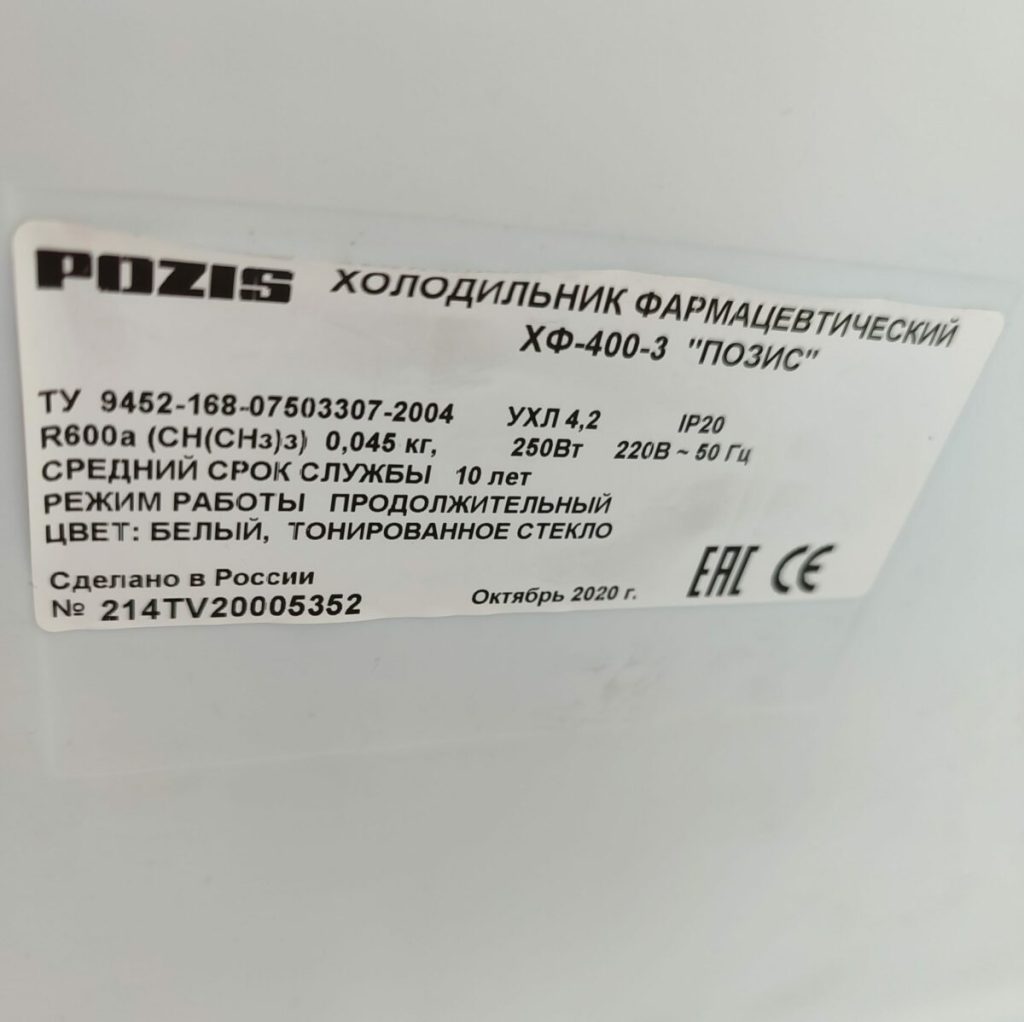 POZIS ХОЛОДИЛЬНИК ФАРМАЦЕВТИЧЕСКИЙ
ХФ-400-3 "ПОЗИС"
ТУ 9452-168-07503307-2004 УХЛ 4,2 IP20
R600a (CH(CH3)3) 0,045 кг, 250Вт 220В ~ 50 Гц
СРЕДНИЙ СРОК СЛУЖБЫ 10 лет
РЕЖИМ РАБОТЫ ПРОДОЛЖИТЕЛЬНЫЙ
ЦВЕТ: БЕЛЫЙ, ТОНИРОВАННОЕ СТЕКЛО
EAC CE
Сделано в России
№ 214TV20005352 Октябрь 2020 г.